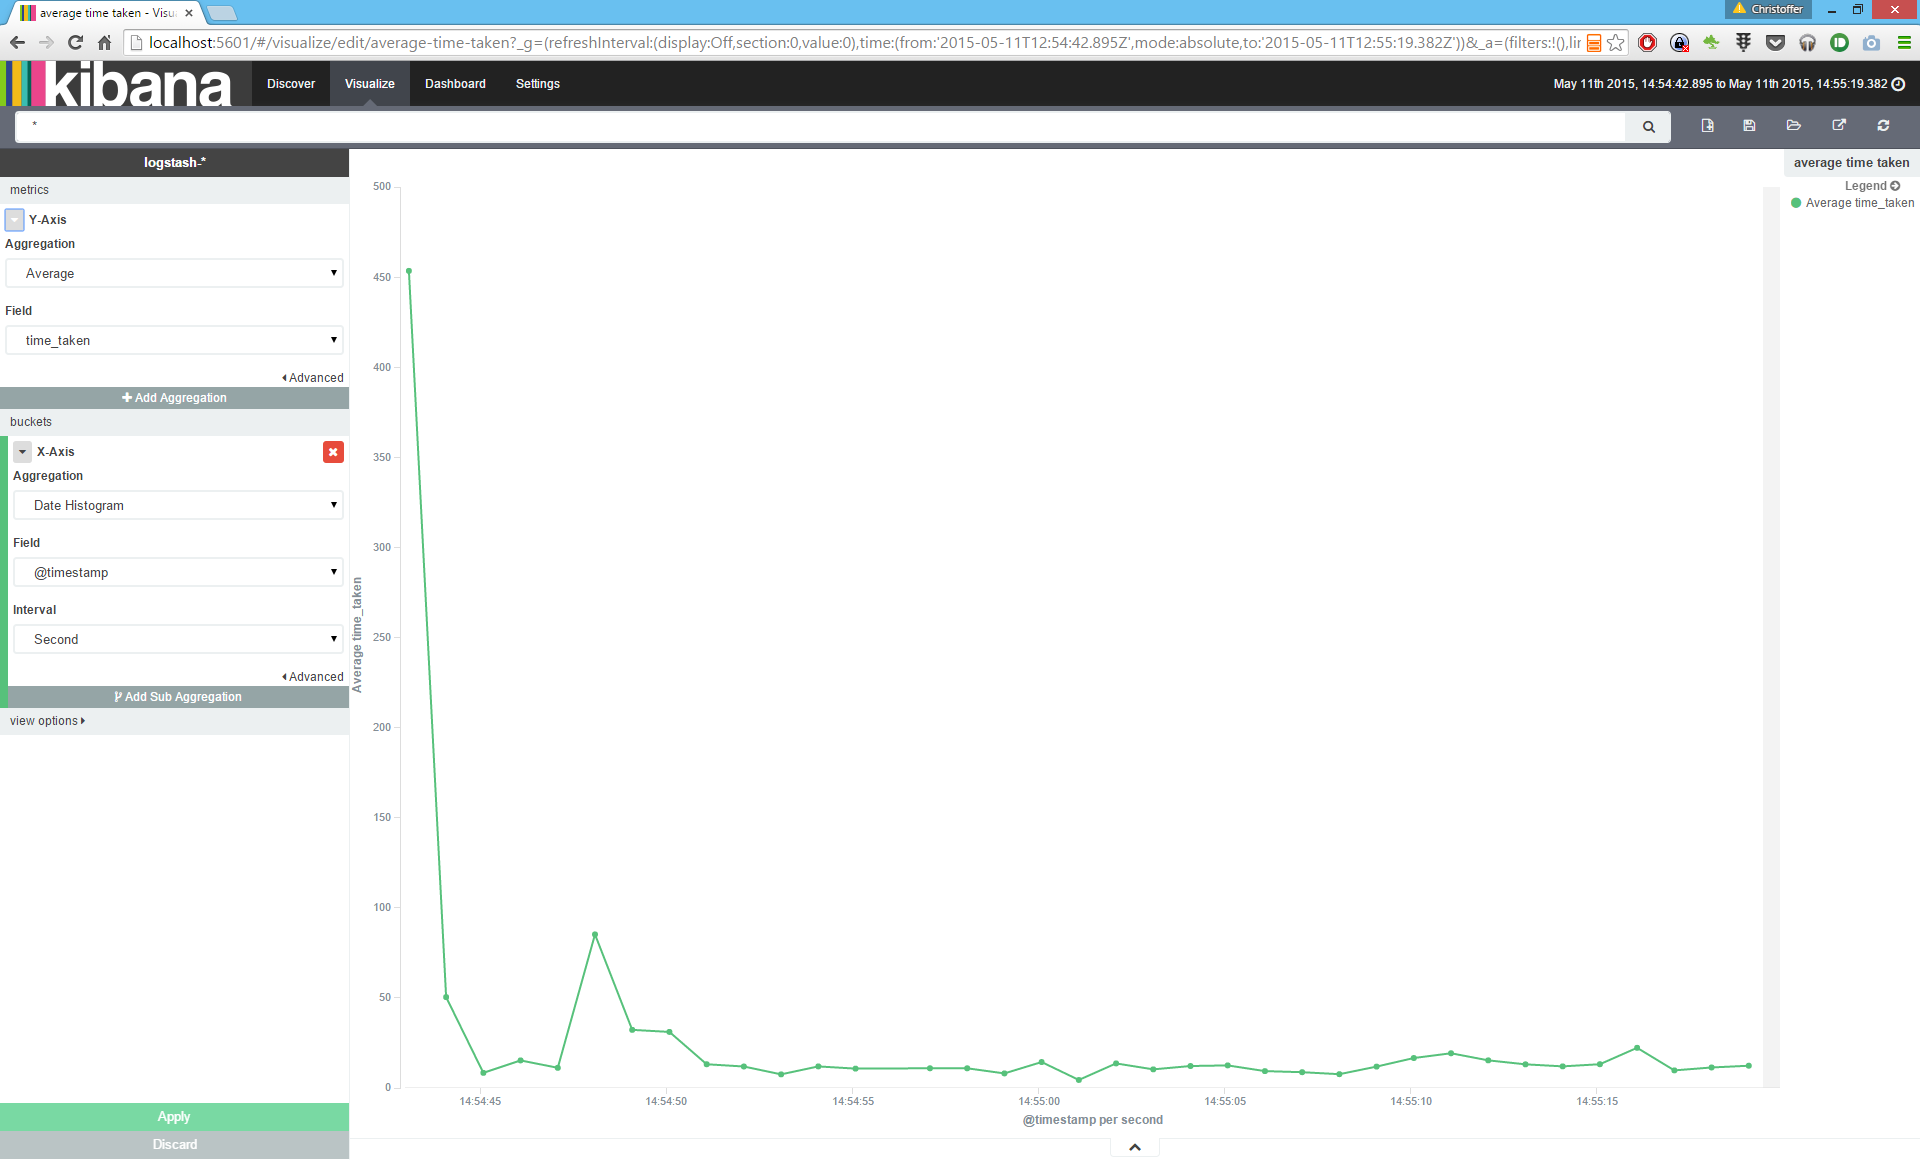 average time taken - Visu
Christoffer
localhost:5601/#/visualize/edit/average-time-taken?_g=(refreshInterval:(display:Off,section:0,value:0),time:(from:'2015-05-11T12:54:42.895Z',mode:absolute,to:'2015-05-11T12:55:19.382Z'))&_a=(filters:!(),lir
kibana
Discover
Visualize
Dashboard
Settings
May 11th 2015, 14:54:42.895 to May 11th 2015, 14:55:19.382
*
logstash-*
metrics
Y-Axis
Aggregation
Average
Field
time_taken
Advanced
Add Aggregation
buckets
X-Axis
Aggregation
Date Histogram
Field
@timestamp
Interval
Second
Advanced
Add Sub Aggregation
view options
Apply
Discard
Average time_taken
500
450
400
350
300
250
200
150
100
50
0
14:54:45
14:54:50
14:54:55
14:55:00
14:55:05
14:55:10
14:55:15
@timestamp per second
average time taken
Legend
Average time_taken